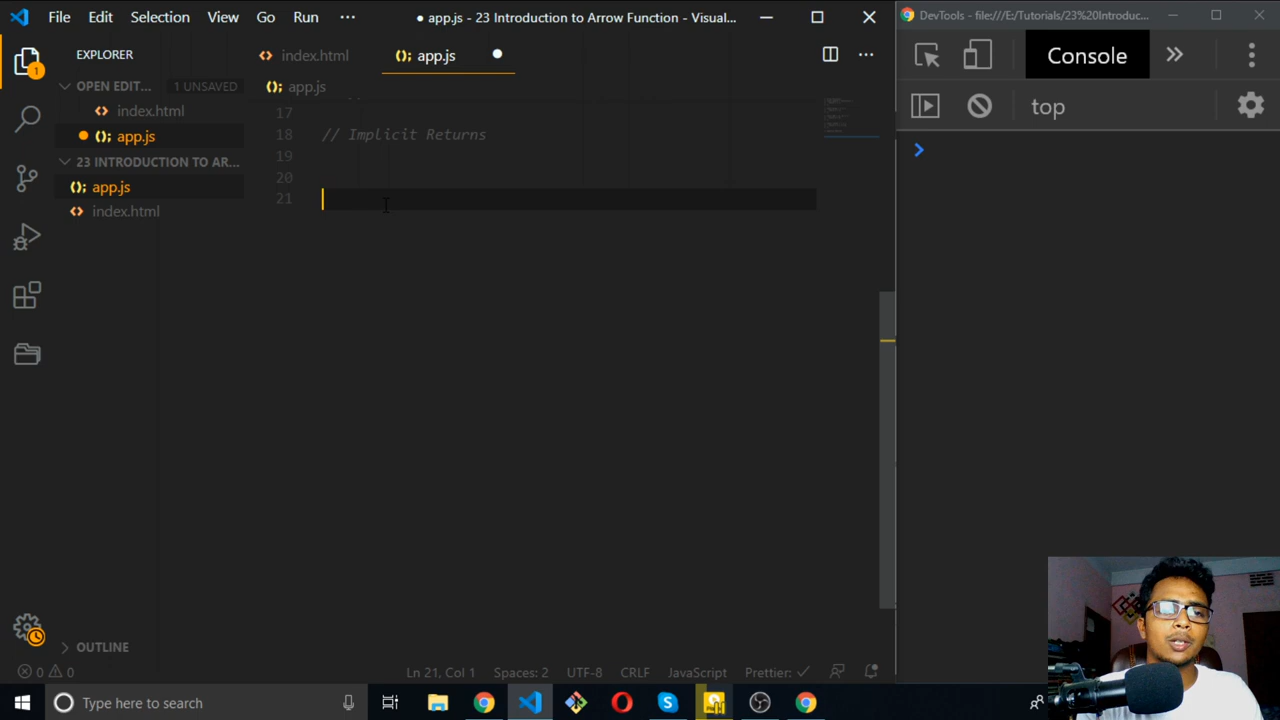 File Edit Selection View Go Run ··· ● app.js - 23 Introduction to Arrow Function - Visual...
DevTools - file:///E:/Tutorials/23%20Introduc...
EXPLORER
index.html
(); app.js
Console
OPEN EDIT... 1 UNSAVED
(); app.js
top
index.html
(); app.js
23 INTRODUCTION TO AR...
(); app.js
index.html
17
18 // Implicit Returns
19
20
21
1
OUTLINE
0 0
Ln 21, Col 1 Spaces: 2 UTF-8 CRLF JavaScript Prettier: ✓
Type here to search